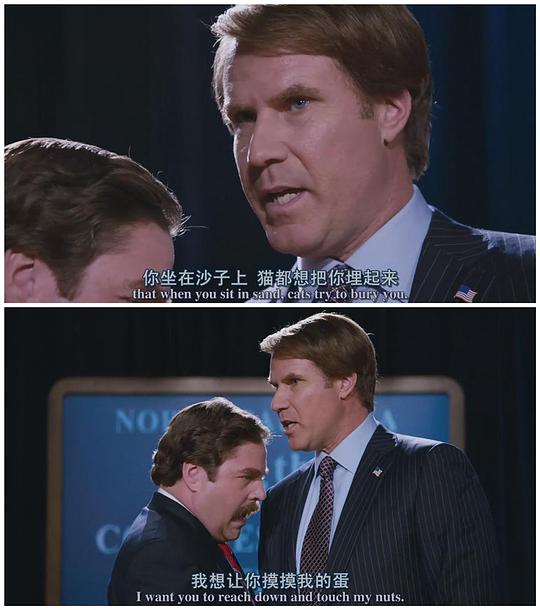 你坐在沙子上 猫都想把你埋起来
that when you sit in sand, cats try to bury you.
NO
A
th
C
我想让你摸摸我的蛋
I want you to reach down and touch my nuts.